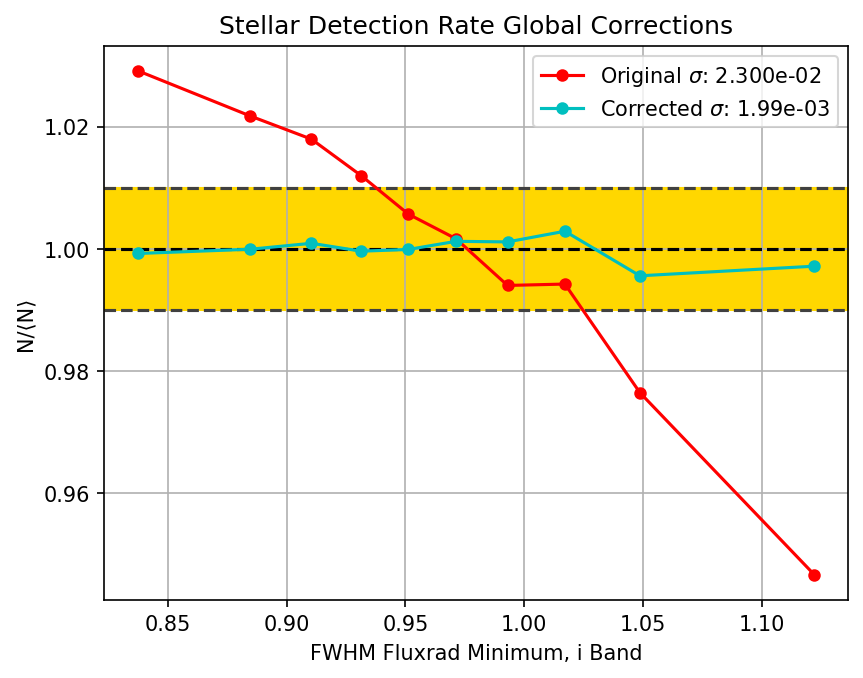 Stellar Detection Rate Global Corrections
Original σ: 2.300e-02
Corrected σ: 1.99e-03
1.02
1.00
0.98
0.96
N/⟨N⟩
0.85 0.90 0.95 1.00 1.05 1.10
FWHM Fluxrad Minimum, i Band